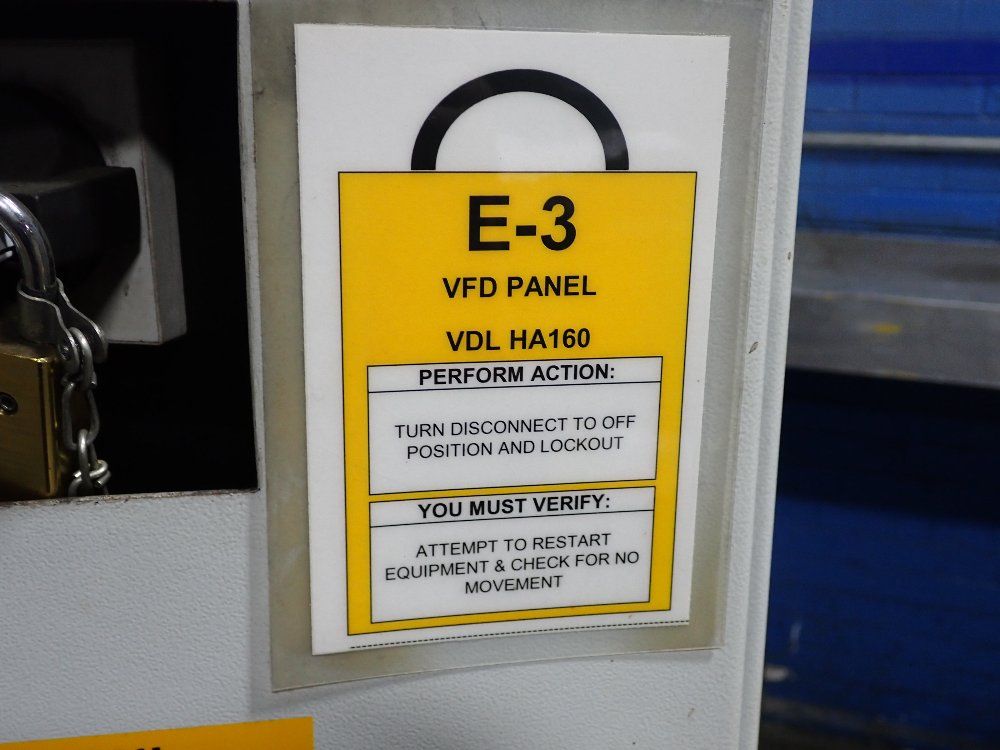 E-3
VFD PANEL
VDL HA160
PERFORM ACTION:
TURN DISCONNECT TO OFF
POSITION AND LOCKOUT
YOU MUST VERIFY:
ATTEMPT TO RESTART
EQUIPMENT & CHECK FOR NO
MOVEMENT